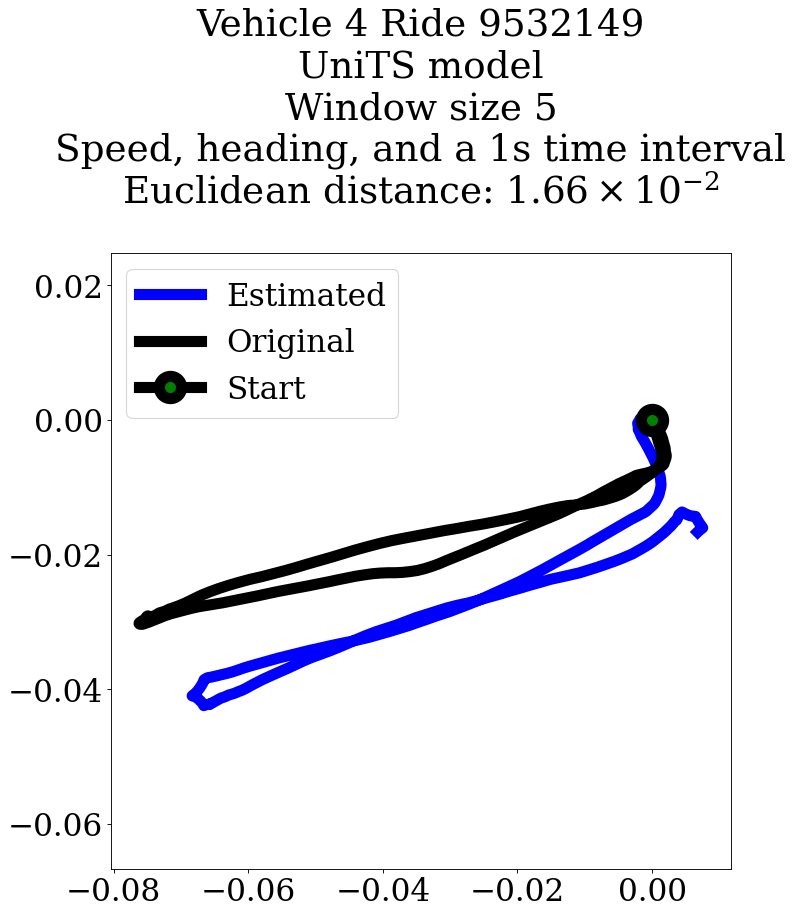 Vehicle 4 Ride 9532149
UniTS model
Window size 5
Speed, heading, and a 1s time interval
Euclidean distance: 1.66 × 10⁻²
Estimated
Original
Start
0.02
0.00
−0.02
−0.04
−0.06
−0.08 −0.06 −0.04 −0.02 0.00